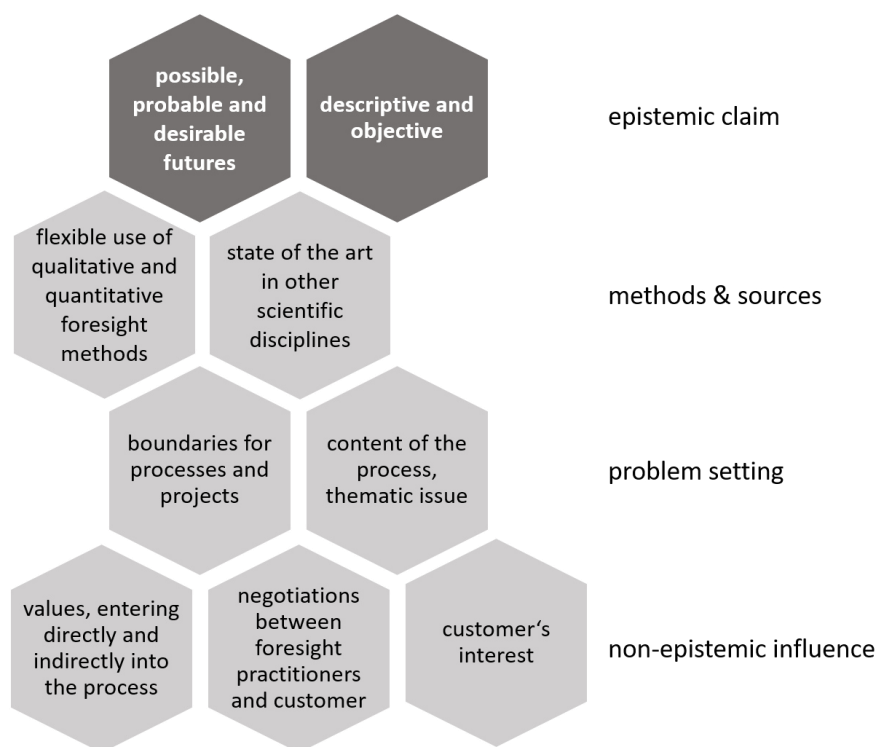 possible,
probable and
desirable
futures
descriptive and
objective
epistemic claim
flexible use of
qualitative and
quantitative
foresight
methods
state of the art
in other
scientific
disciplines
methods & sources
boundaries for
processes and
projects
content of the
process,
thematic issue
problem setting
values, entering
directly and
indirectly into
the process
negotiations
between
foresight
practitioners
and customer
customer‘s
interest
non-epistemic influence